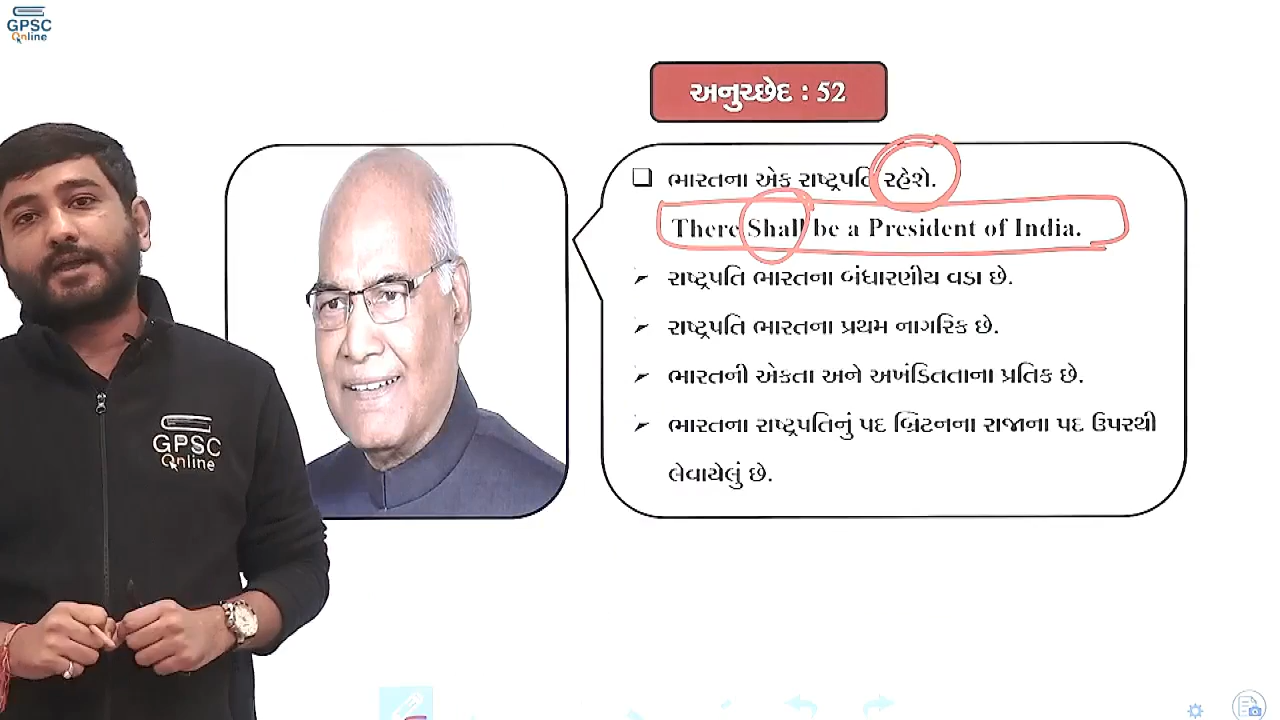 GPSC
Online
અનુચ્છેદ : 52
ભારતના એક રાષ્ટ્રપતિ રહેશે.
There Shall be a President of India.
રાષ્ટ્રપતિ ભારતના બંધારણીય વડા છે.
રાષ્ટ્રપતિ ભારતના પ્રથમ નાગરિક છે.
ભારતની એકતા અને અખંડિતતાના પ્રતિક છે.
ભારતના રાષ્ટ્રપતિનું પદ બ્રિટનના રાજાના પદ ઉપરથી
લેવાયેલું છે.
GPSC
Online